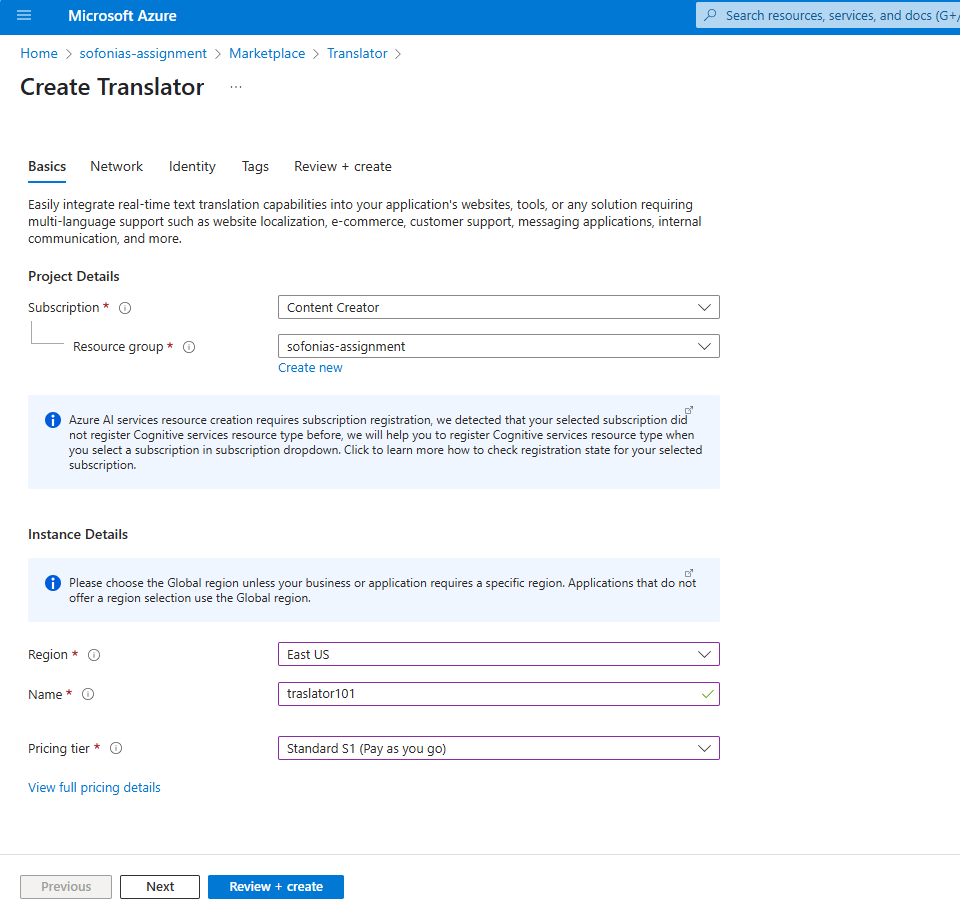 Microsoft Azure
Search resources, services, and docs (G+/
Home > sofonias-assignment > Marketplace > Translator >
Create Translator ...
Basics Network Identity Tags Review + create
Easily integrate real-time text translation capabilities into your application's websites, tools, or any solution requiring
multi-language support such as website localization, e-commerce, customer support, messaging applications, internal
communication, and more.
Project Details
Subscription *
Content Creator
Resource group *
sofonias-assignment
Create new
Azure AI services resource creation requires subscription registration, we detected that your selected subscription did
not register Cognitive services resource type before, we will help you to register Cognitive services resource type when
you select a subscription in subscription dropdown. Click to learn more how to check registration state for your selected
subscription.
Instance Details
Please choose the Global region unless your business or application requires a specific region. Applications that do not
offer a region selection use the Global region.
Region *
East US
Name *
traslator101
Pricing tier *
Standard S1 (Pay as you go)
View full pricing details
Previous Next Review + create